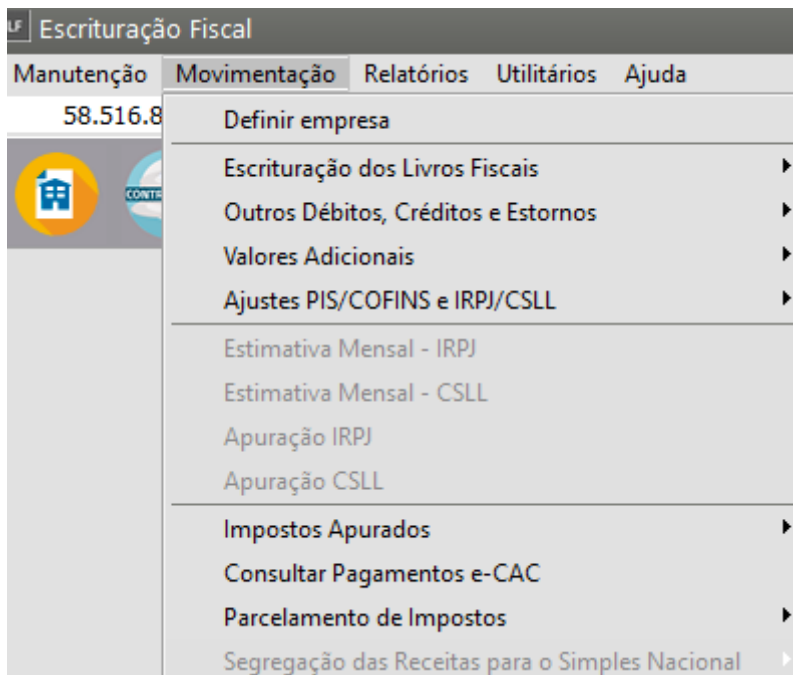 LF Escrituração Fiscal
Manutenção Movimentação Relatórios Utilitários Ajuda
58.516.8
Definir empresa
Escrituração dos Livros Fiscais
Outros Débitos, Créditos e Estornos
Valores Adicionais
Ajustes PIS/COFINS e IRPJ/CSLL
Estimativa Mensal - IRPJ
Estimativa Mensal - CSLL
Apuração IRPJ
Apuração CSLL
Impostos Apurados
Consultar Pagamentos e-CAC
Parcelamento de Impostos
Segregação das Receitas para o Simples Nacional